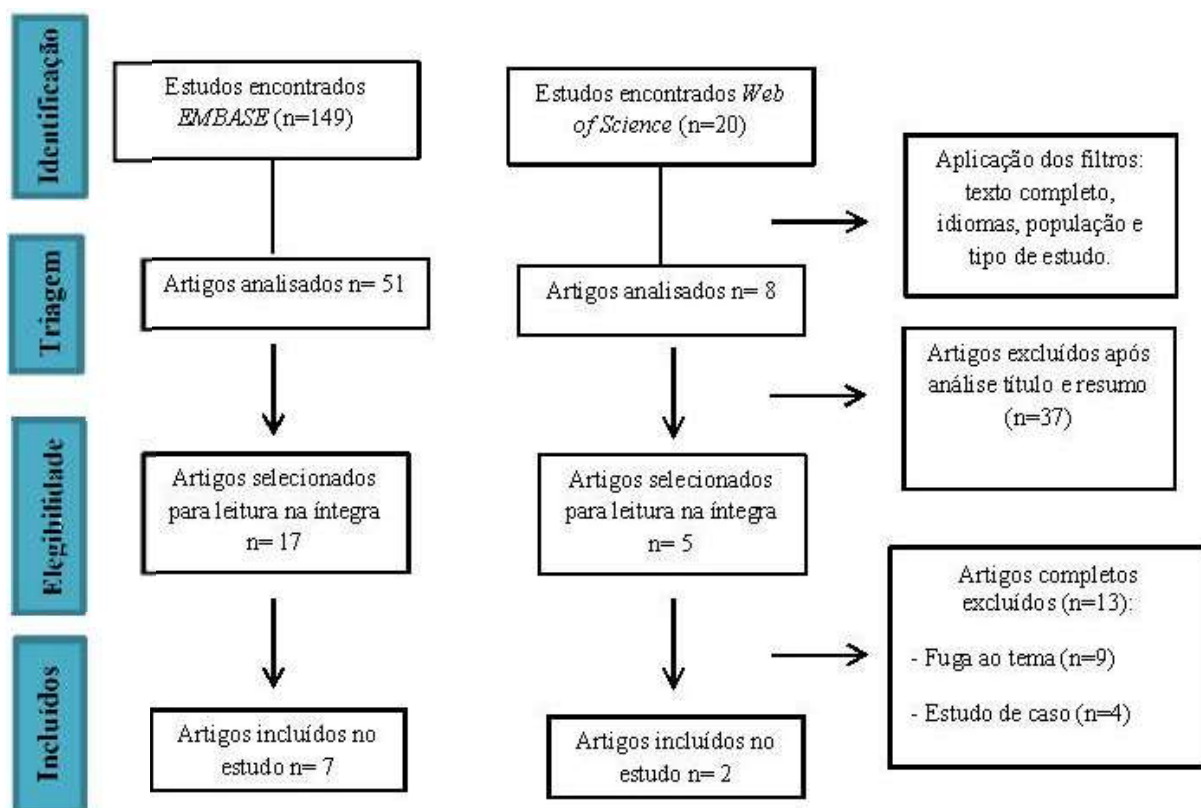 Identificação
Estudos encontrados
EMBASE (n=149)
Estudos encontrados Web
of Science (n=20)
Aplicação dos filtros:
texto completo,
idiomas, população e
tipo de estudo.
Triagem
Artigos analisados n= 51
Artigos analisados n= 8
Artigos excluídos após
análise título e resumo
(n=37)
Elegibilidade
Artigos selecionados
para leitura na íntegra
n= 17
Artigos selecionados
para leitura na íntegra
n= 5
Artigos completos
excluídos (n=13):
- Fuga ao tema (n=9)
- Estudo de caso (n=4)
Incluídos
Artigos incluídos no
estudo n= 7
Artigos incluídos no
estudo n= 2